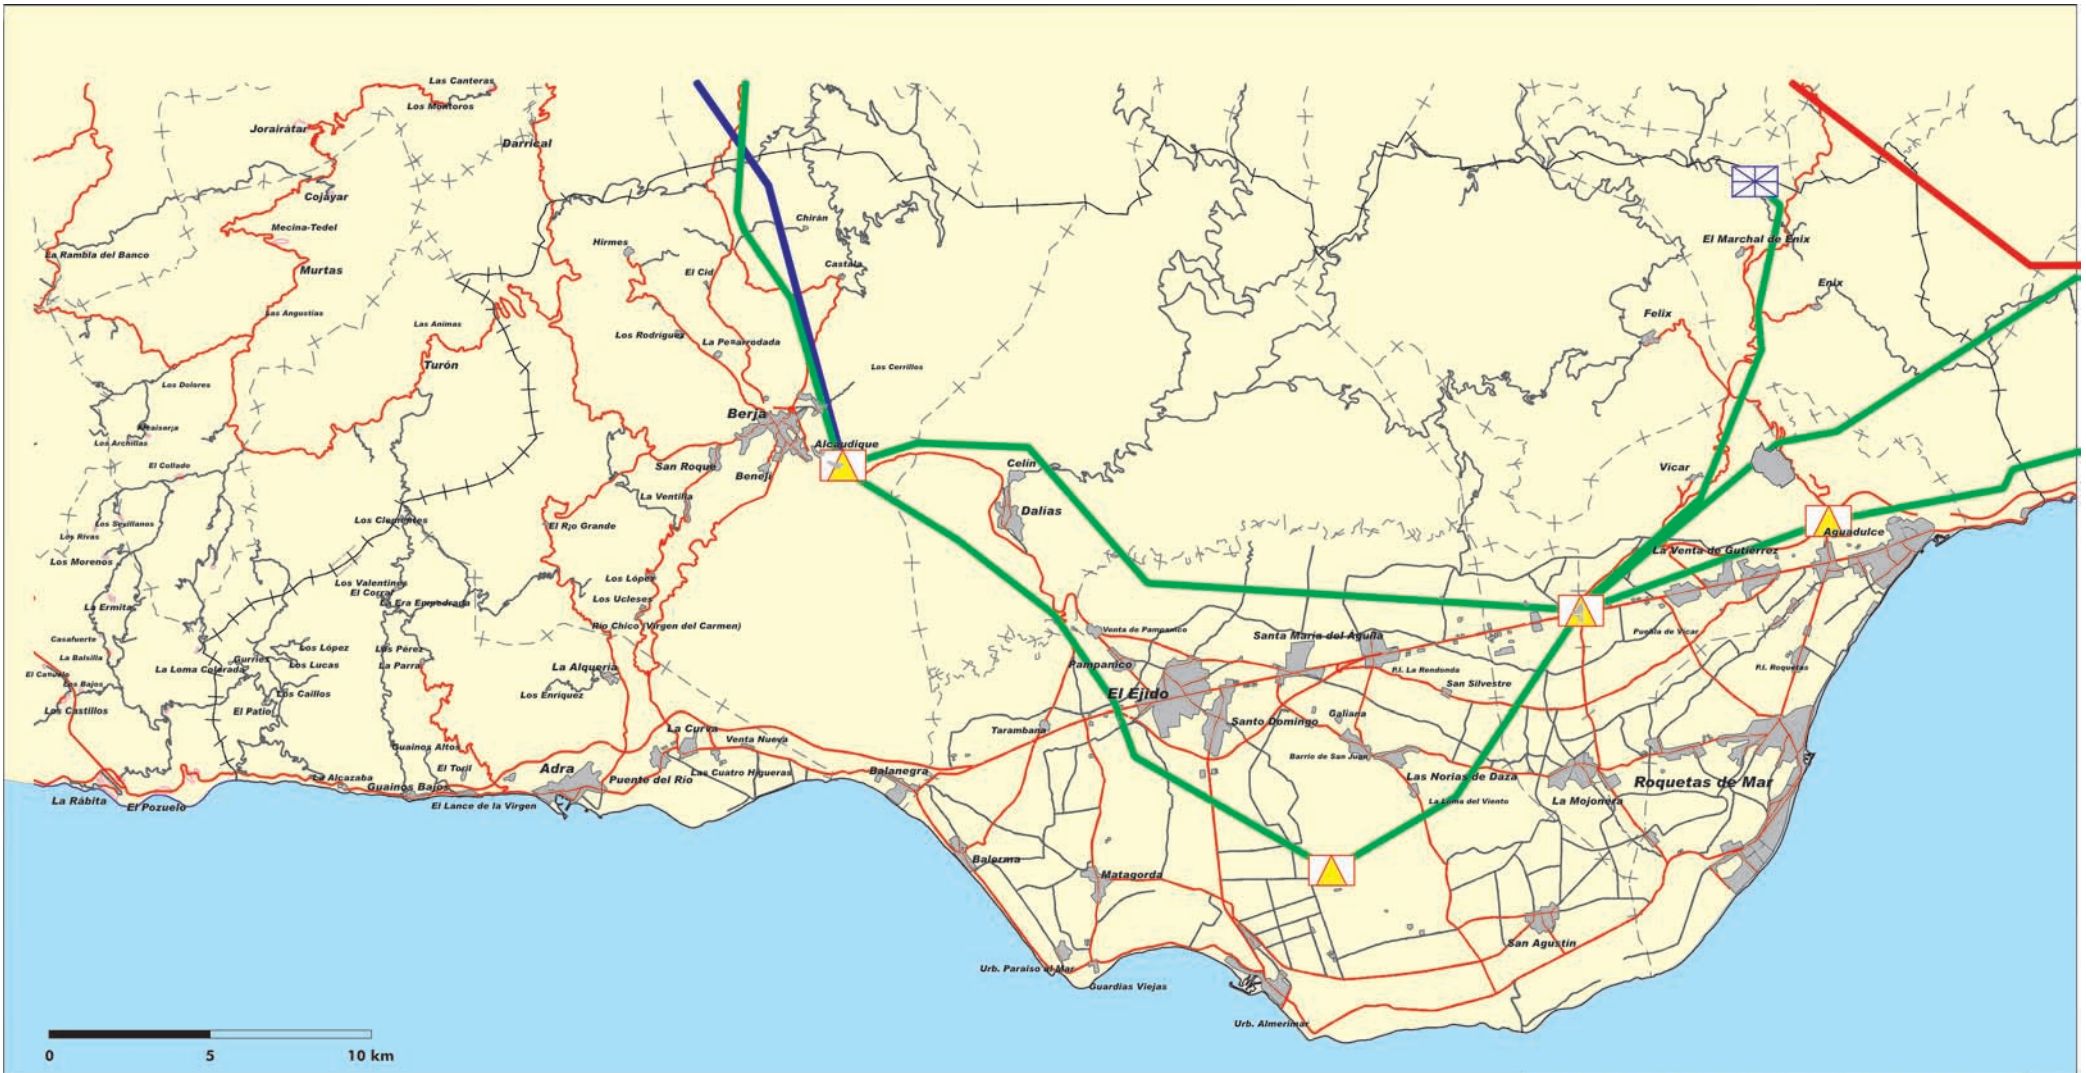 Las Canteras
Los Montoros
Jorairátar
Darrical
Cojáyar
Mecina-Tedel
Chirán
Hirmes
El Marchal de Enix
La Rambla del Banco
Murtas
El Cid
Castala
Enix
Las Angustias
Las Animas
Felix
Los Rodríguez
La Pe=arrodada
Turón
Los Cerrillos
Los Dolores
Berja
Los Archillas
Alcaudique
El Collado
San Roque
Benejí
Celín
Vicar
La Ventilla
Dalías
Los Sevillanos
Los Clementes
El Rjo Grande
Los Rivas
Aguadulce
Los Morenos
La Venta de Gutiérrez
Los Valentines
El Corral
Los López
La Ermita
La Era Empedrada
Los Ucleses
Casafuerte
Río Chico (Virgen del Carmen)
Venta de Pampanico
Santa María del Aguila
Puebla de Vicar
La Balsilla
Gurríes
Los López
Los Pérez
Pampanico
La Loma Colorada
Los Lucas
La Parra
La Alquería
P.I. La Rendonda
P.I. Roquetas
El Cañuelo
Los Bajos
Los Caillos
Los Enríquez
El Ejido
San Silvestre
Los Castillos
El Patio
Santo Domingo
Galiana
La Curva
Venta Nueva
Tarambana
Guainos Altos
Barrio de San Juan
El Toril
Adra
Puente del Río
Las Cuatro Higueras
Balanegra
Las Norias de Daza
Roquetas de Mar
La Alcazaba
Guainos Bajos
La Rábita
El Pozuelo
El Lance de la Virgen
La Loma del Viento
La Mojonera
Balerma
Matagorda
San Agustín
Urb. Paraiso al Mar
Guardias Viejas
Urb. Almerimar
0 5 10 km